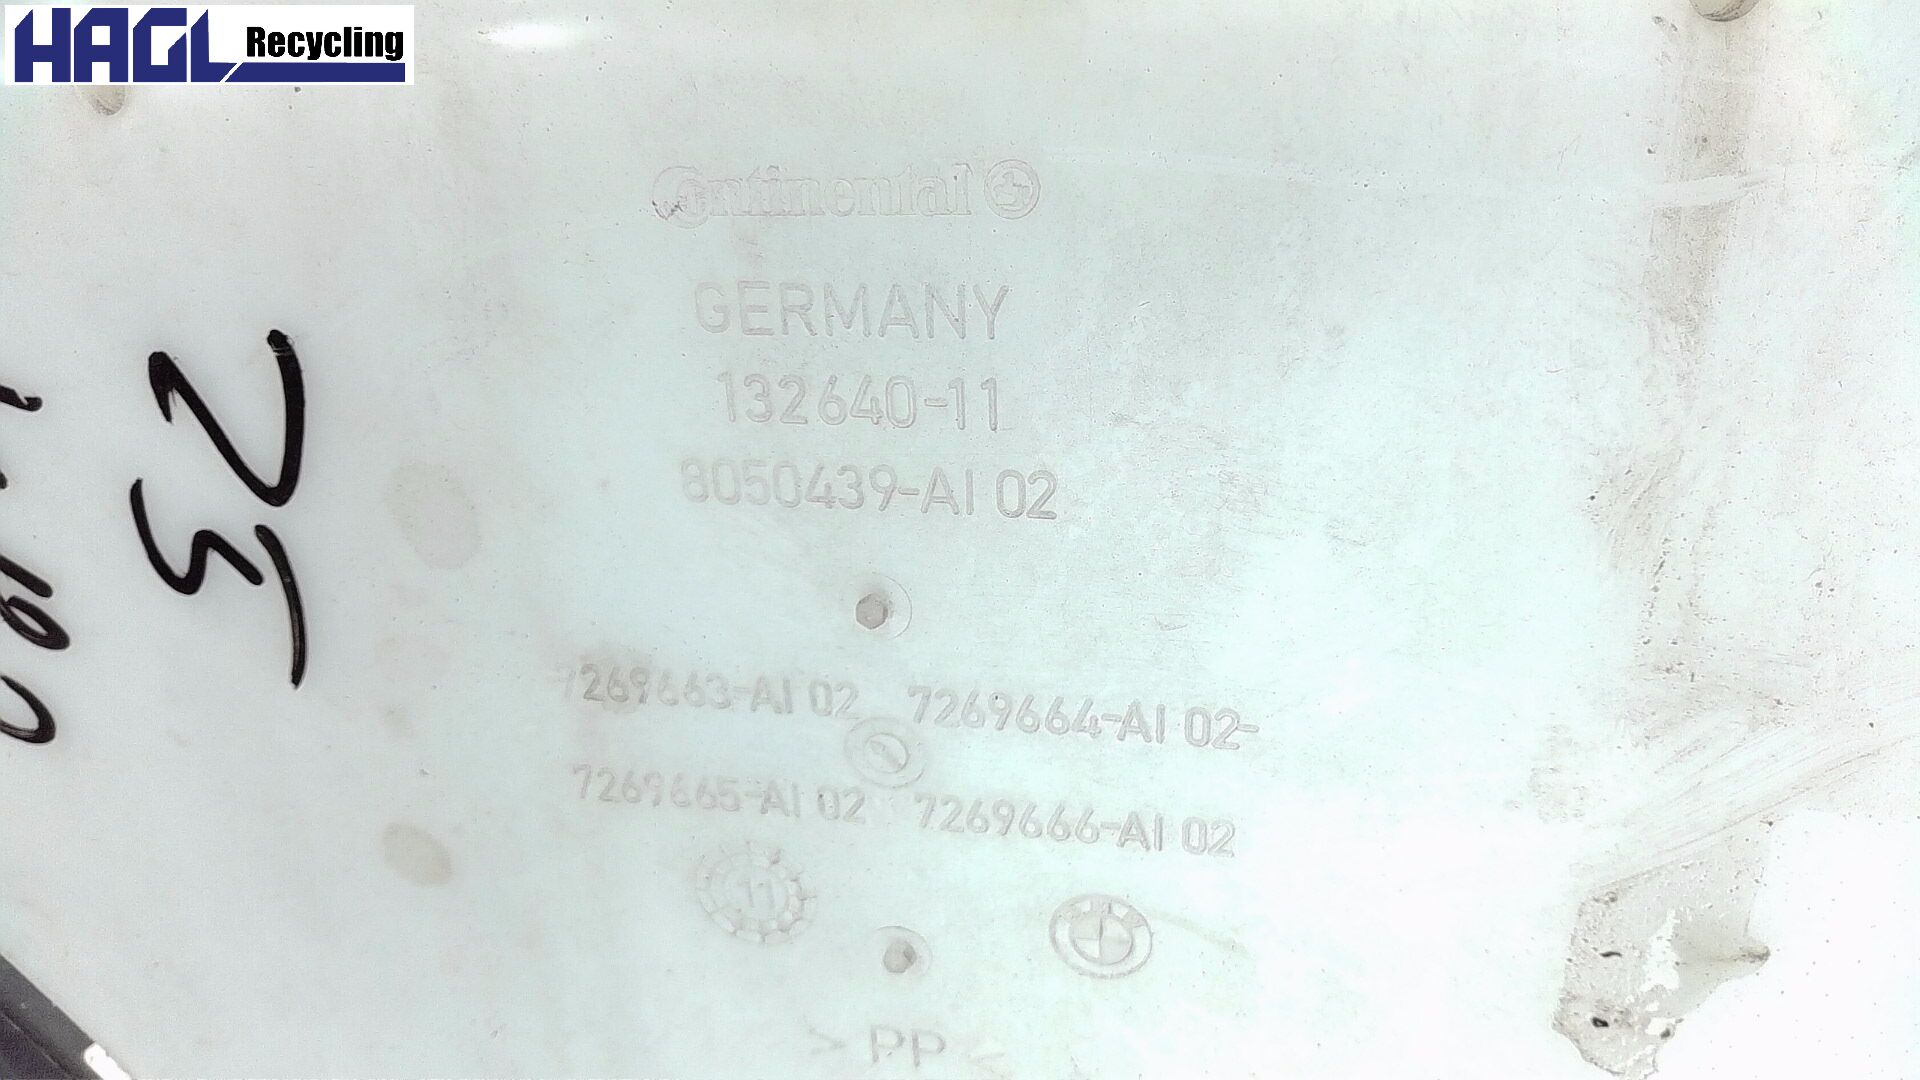 HAGL Recycling
Continental
GERMANY
132640-11
8050439-AI 02
7269663-AI 02 7269664-AI 02-
7269665-AI 02 7269666-AI 02
11
> PP <